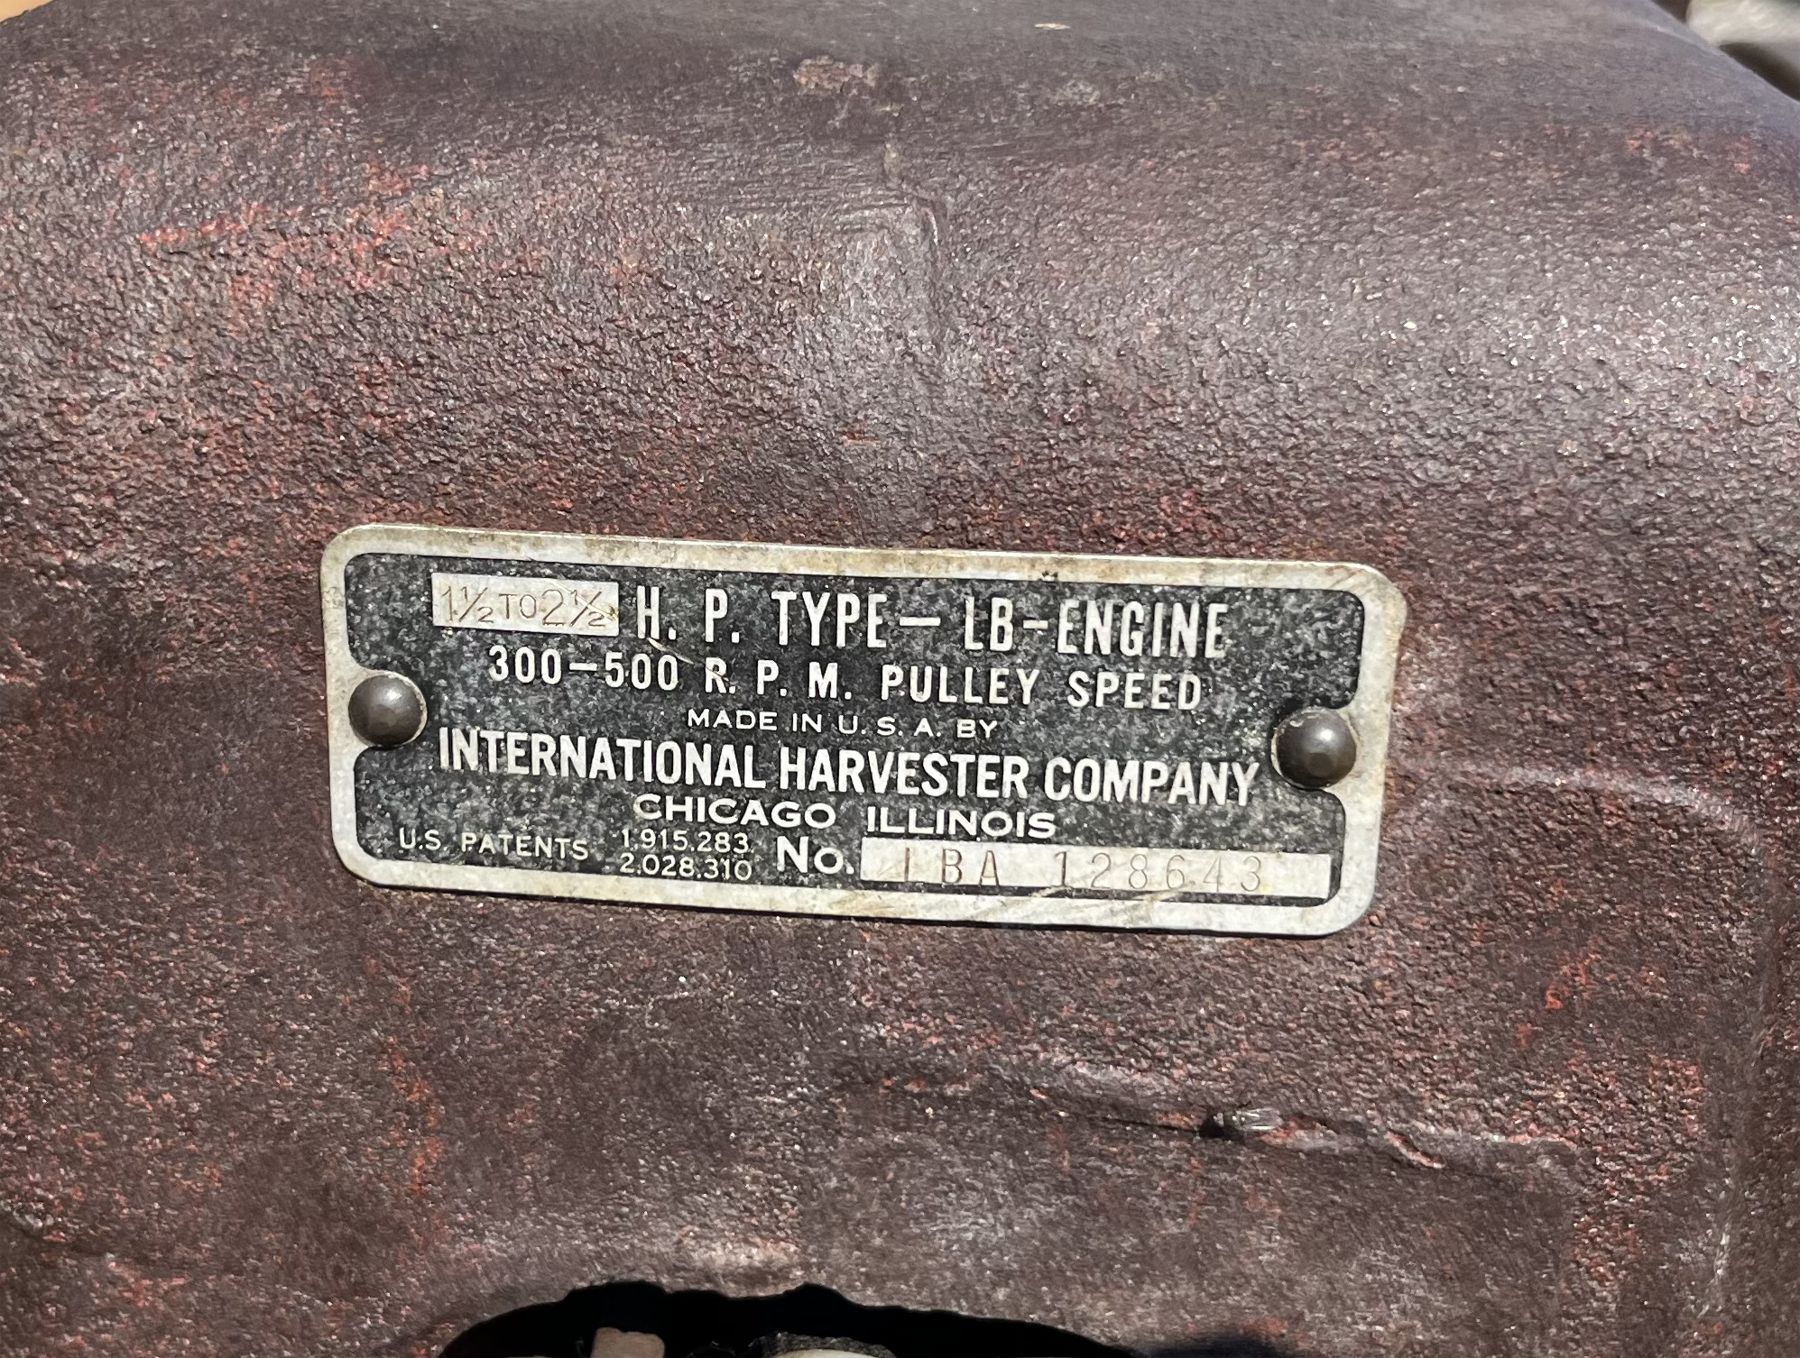 1½ TO 2½ H. P. TYPE — LB - ENGINE
300-500 R. P. M. PULLEY SPEED
MADE IN U. S. A. BY
INTERNATIONAL HARVESTER COMPANY
CHICAGO ILLINOIS
U.S. PATENTS 1.915.283
2.028.310 No. LBA 128643